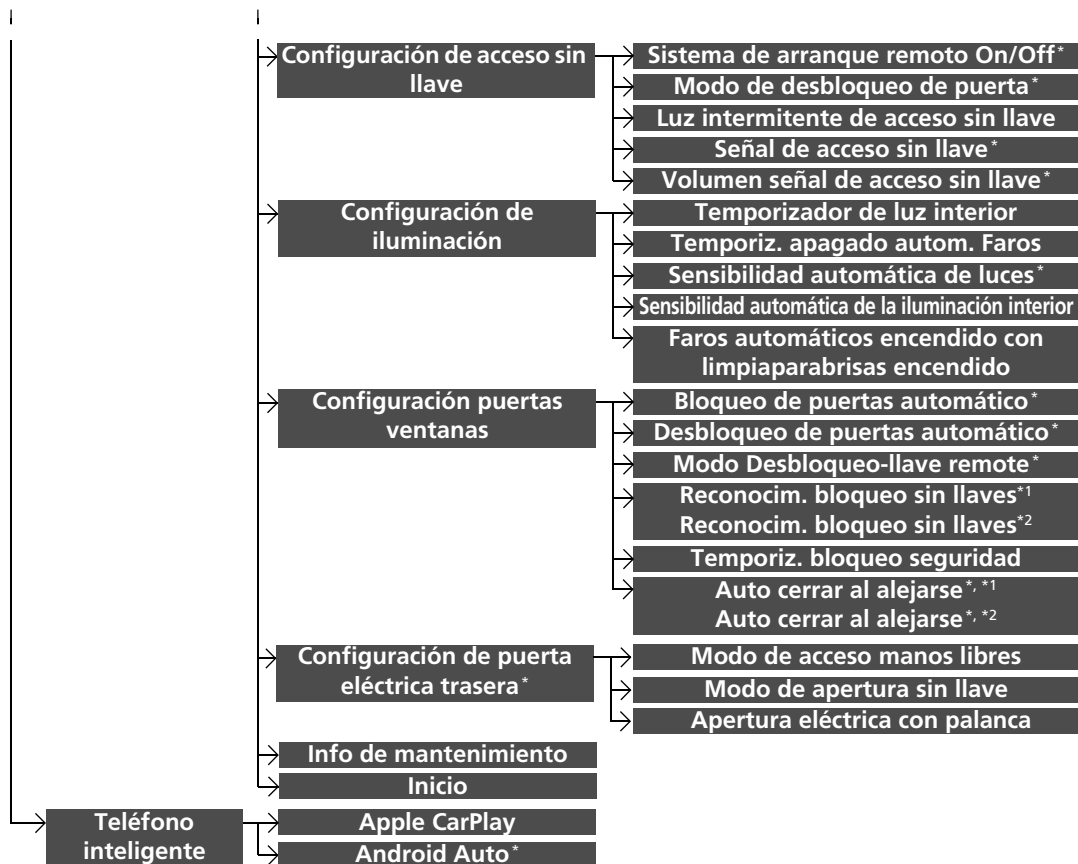 Configuración de acceso sin
llave
Sistema de arranque remoto On/Off*
Modo de desbloqueo de puerta*
Luz intermitente de acceso sin llave
Señal de acceso sin llave*
Volumen señal de acceso sin llave*
Configuración de
iluminación
Temporizador de luz interior
Temporiz. apagado autom. Faros
Sensibilidad automática de luces*
Sensibilidad automática de la iluminación interior
Faros automáticos encendido con
limpiaparabrisas encendido
Configuración puertas
ventanas
Bloqueo de puertas automático*
Desbloqueo de puertas automático*
Modo Desbloqueo-llave remote*
Reconocim. bloqueo sin llaves*1
Reconocim. bloqueo sin llaves*2
Temporiz. bloqueo seguridad
Auto cerrar al alejarse*, *1
Auto cerrar al alejarse*, *2
Configuración de puerta
eléctrica trasera*
Modo de acceso manos libres
Modo de apertura sin llave
Apertura eléctrica con palanca
Info de mantenimiento
Inicio
Teléfono
inteligente
Apple CarPlay
Android Auto*